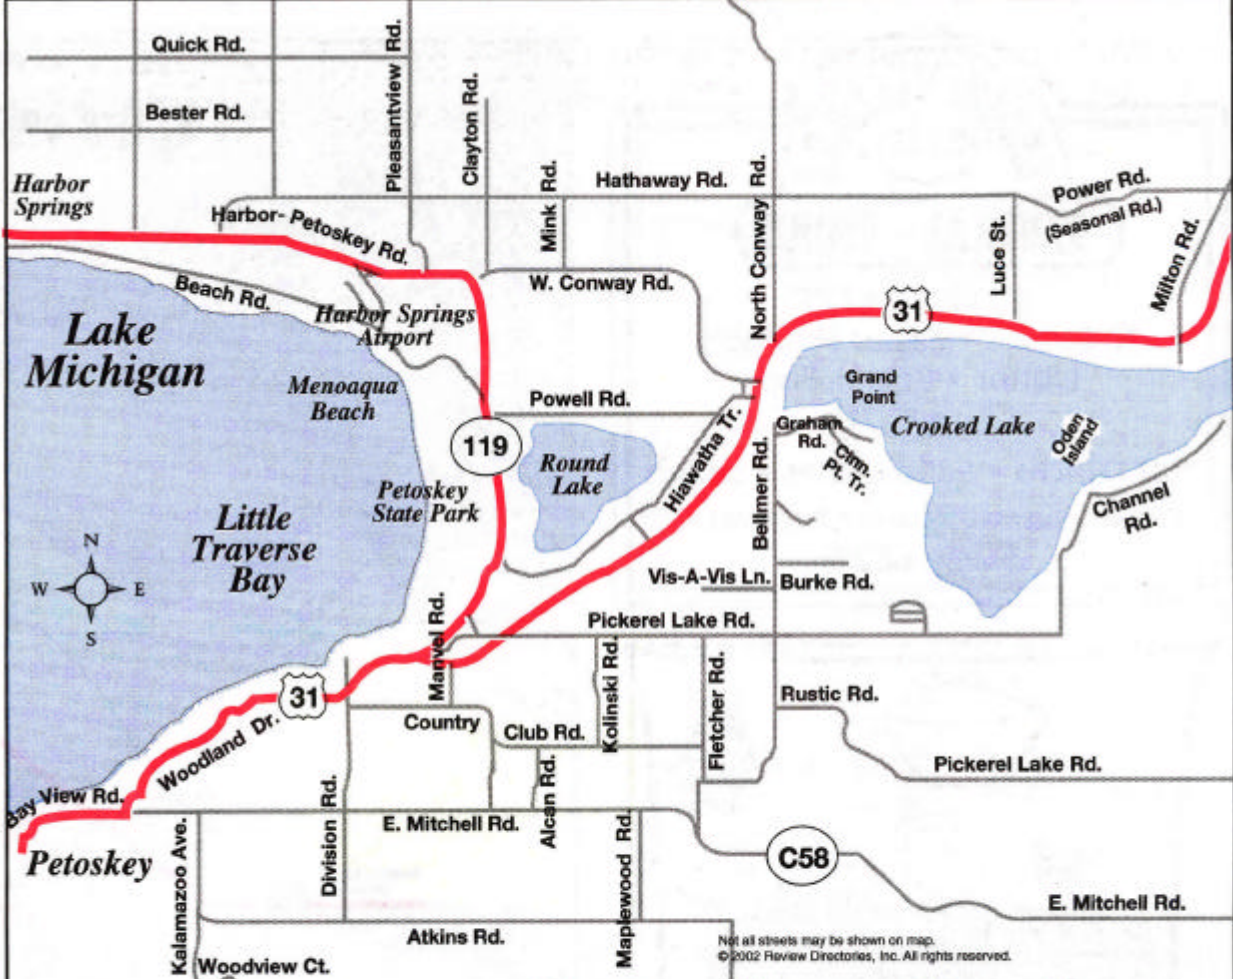 Quick Rd.
Bester Rd.
Pleasantview Rd.
Clayton Rd.
Mink Rd.
Hathaway Rd.
North Conway Rd.
Power Rd.
(Seasonal Rd.)
Luce St.
Milton Rd.
Harbor
Springs
Harbor- Petoskey Rd.
Beach Rd.
W. Conway Rd.
31
Harbor Springs
Airport
Lake
Michigan
Menoaqua
Beach
Powell Rd.
Grand
Point
Crooked Lake
Oden
Island
Graham
Rd.
Cinn.
Pt. Tr.
Hiawatha Tr.
Bellmer Rd.
119
Round
Lake
Petoskey
State Park
Channel
Rd.
Little
Traverse
Bay
N
W
E
S
Vis-A-Vis Ln.
Burke Rd.
Manvel Rd.
Pickerel Lake Rd.
Kolinski Rd.
Fletcher Rd.
Rustic Rd.
31
Woodland Dr.
Country
Club Rd.
Pickerel Lake Rd.
Bay View Rd.
Division Rd.
E. Mitchell Rd.
Alcan Rd.
Maplewood Rd.
C58
Petoskey
Kalamazoo Ave.
E. Mitchell Rd.
Atkins Rd.
Woodview Ct.
Not all streets may be shown on map.
© 2002 Review Directories, Inc. All rights reserved.